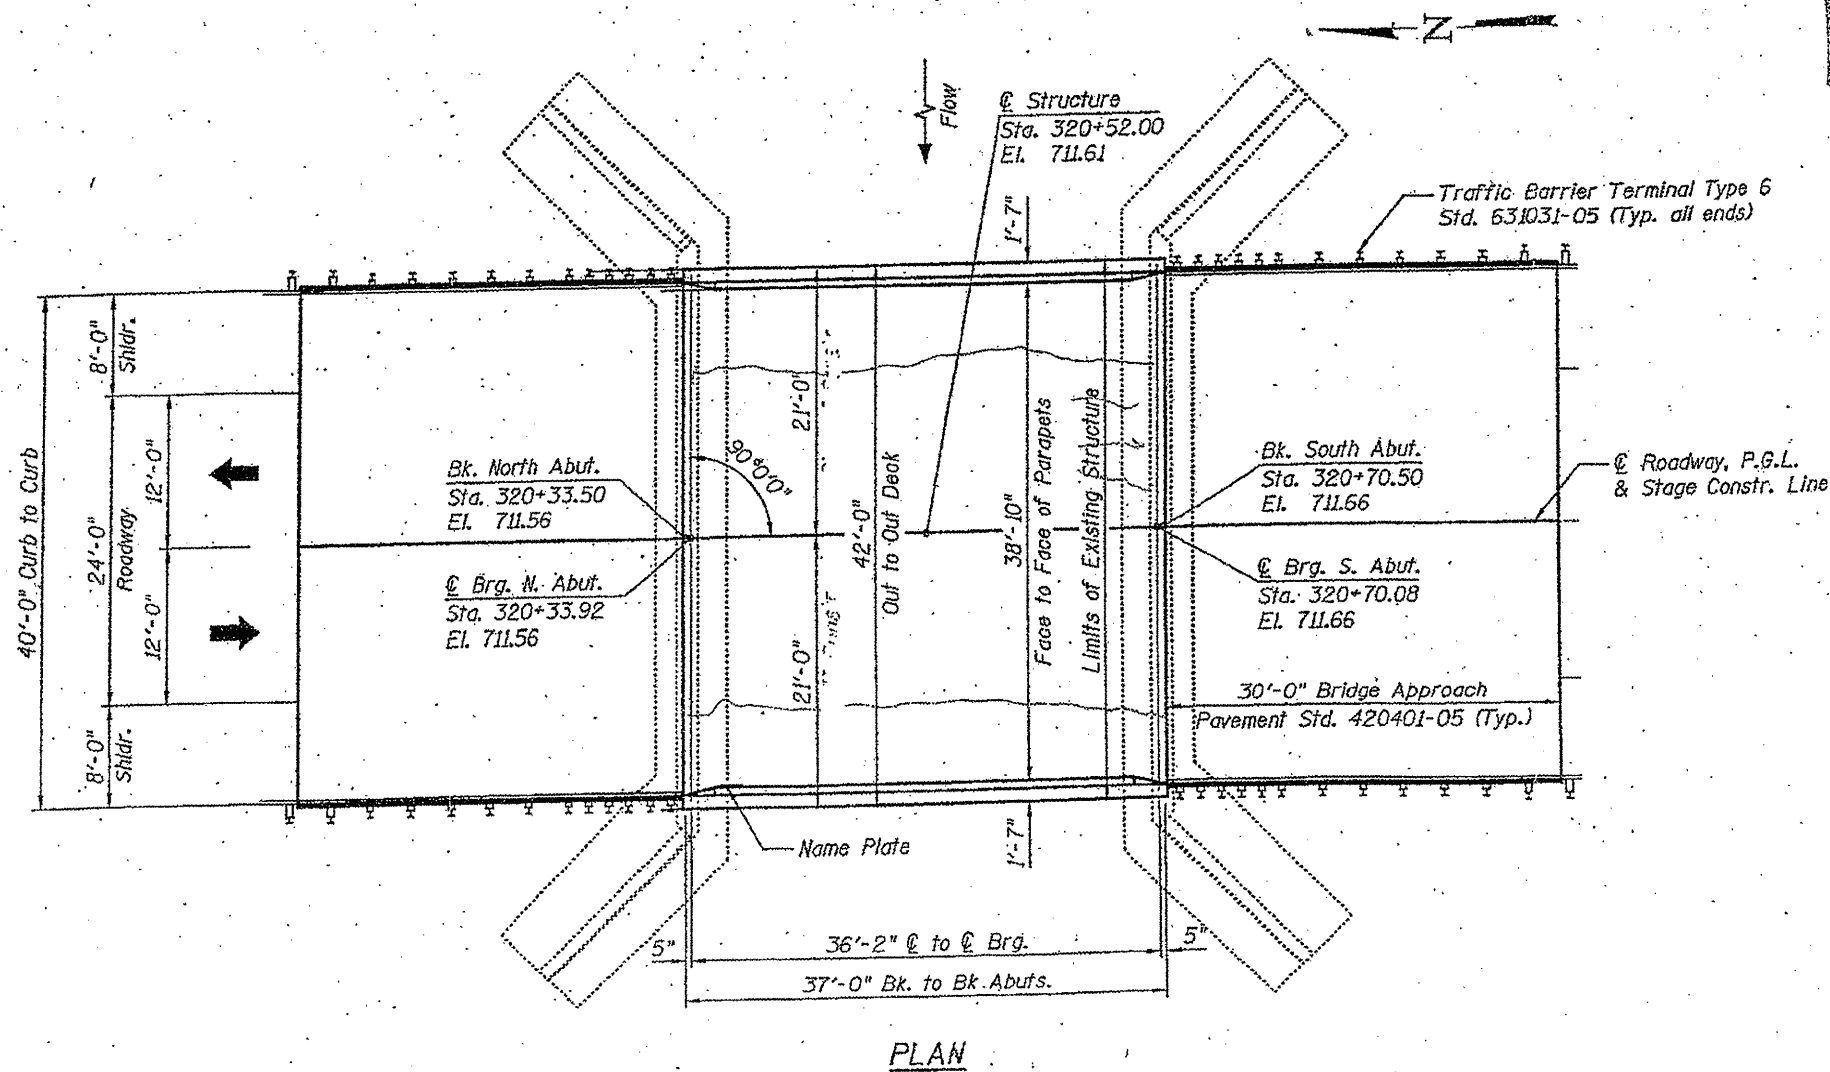 N
Flow
℄ Structure
Sta. 320+52.00
El. 711.61
1'-7"
Traffic Barrier Terminal Type 6
Std. 631031-05 (Typ. all ends)
40'-0" Curb to Curb
8'-0"
Shldr.
24'-0"
Roadway
12'-0"
12'-0"
8'-0"
Shldr.
Bk. North Abut.
Sta. 320+33.50
El. 711.56
℄ Brg. N. Abut.
Sta. 320+33.92
El. 711.56
90°0'0"
21'-0"
21'-0"
42'-0"
Out to Out Deck
38'-10"
Face to Face of Parapets
Limits of Existing Structure
Bk. South Abut.
Sta. 320+70.50
El. 711.66
℄ Brg. S. Abut.
Sta. 320+70.08
El. 711.66
℄ Roadway, P.G.L.
& Stage Constr. Line
30'-0" Bridge Approach
Pavement Std. 420401-05 (Typ.)
Name Plate
1'-7"
5"
36'-2" ℄ to ℄ Brg.
5"
37'-0" Bk. to Bk. Abuts.
PLAN